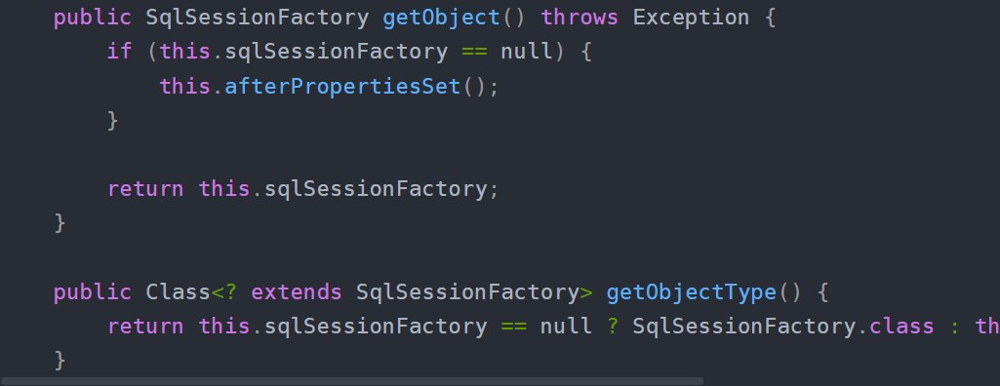 public SqlSessionFactory getObject() throws Exception {
if (this.sqlSessionFactory == null) {
this.afterPropertiesSet();
}
return this.sqlSessionFactory;
}
public Class<? extends SqlSessionFactory> getObjectType() {
return this.sqlSessionFactory == null ? SqlSessionFactory.class : th
}